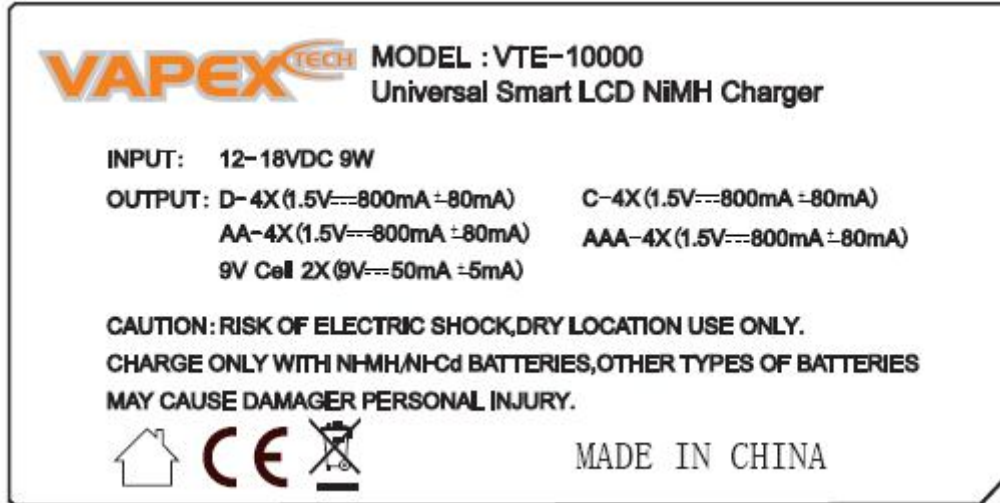 VAPEX TECH
MODEL : VTE-10000
Universal Smart LCD NiMH Charger
INPUT: 12-18VDC 9W
OUTPUT: D-4X(1.5V⎓800mA±80mA) C-4X(1.5V⎓800mA±80mA)
AA-4X(1.5V⎓800mA±80mA) AAA-4X(1.5V⎓800mA±80mA)
9V Cell 2X(9V⎓50mA±5mA)
CAUTION: RISK OF ELECTRIC SHOCK,DRY LOCATION USE ONLY.
CHARGE ONLY WITH NI-MH/NI-Cd BATTERIES,OTHER TYPES OF BATTERIES
MAY CAUSE DAMAGER PERSONAL INJURY.
CE
MADE IN CHINA